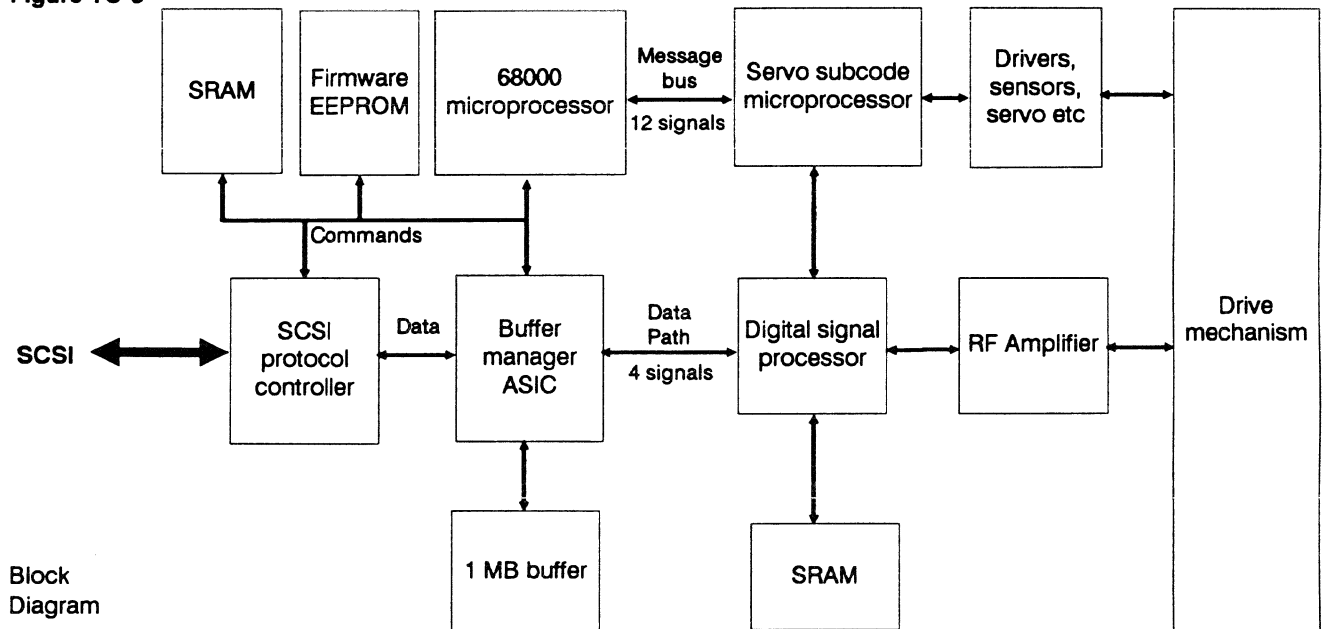 SRAM
Firmware
EEPROM
68000
microprocessor
Message
bus
12 signals
Servo subcode
microprocessor
Drivers,
sensors,
servo etc
Commands
SCSI
SCSI
protocol
controller
Data
Buffer
manager
ASIC
Data
Path
4 signals
Digital signal
processor
RF Amplifier
Drive
mechanism
1 MB buffer
SRAM
Block
Diagram